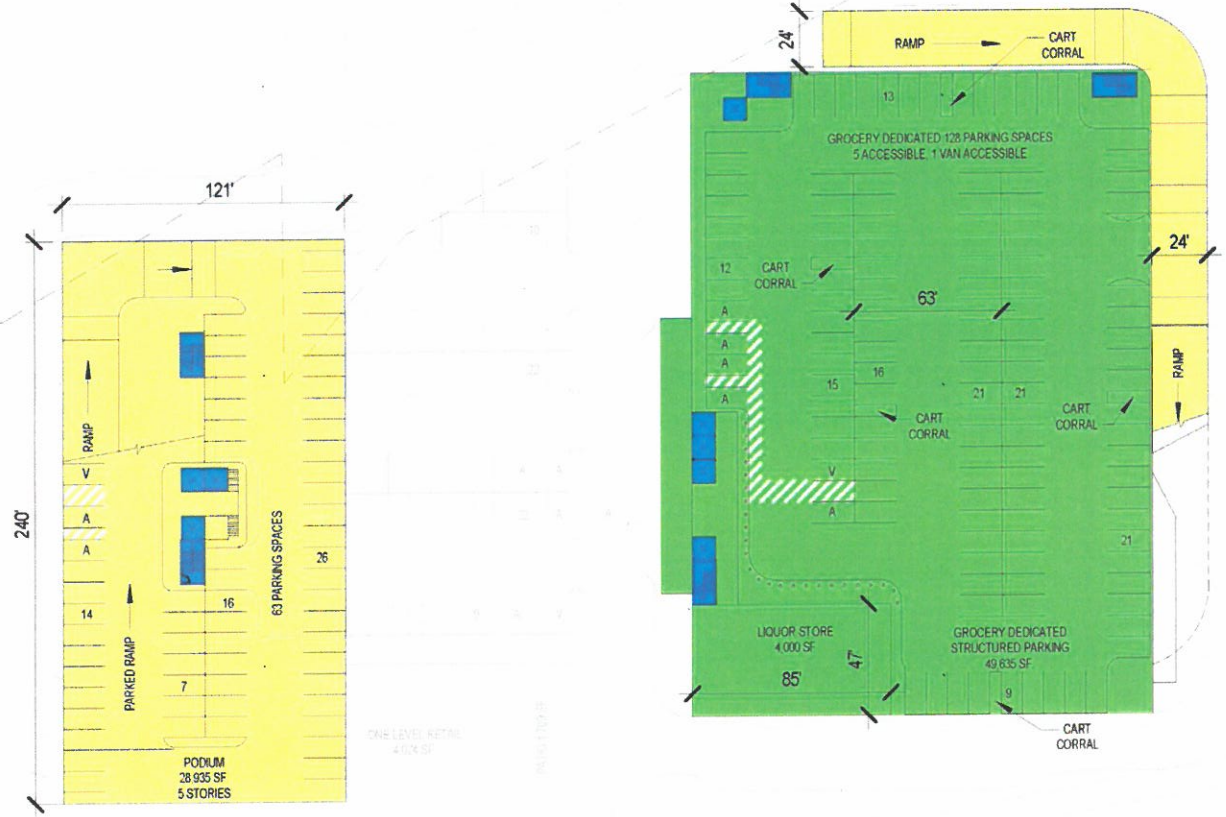 121'
240'
RAMP
V
A
A
14
PARKED RAMP
16
7
63 PARKING SPACES
26
PODIUM
28,935 SF
5 STORIES
ONE LEVEL RETAIL
24'
RAMP
CART
CORRAL
13
GROCERY DEDICATED 128 PARKING SPACES
5 ACCESSIBLE, 1 VAN ACCESSIBLE
12
CART
CORRAL
63'
24'
A
A
A
A
15
16
21
21
CART
CORRAL
CART
CORRAL
RAMP
V
A
21
LIQUOR STORE
4,000 SF
47'
85'
GROCERY DEDICATED
STRUCTURED PARKING
49,635 SF
9
CART
CORRAL